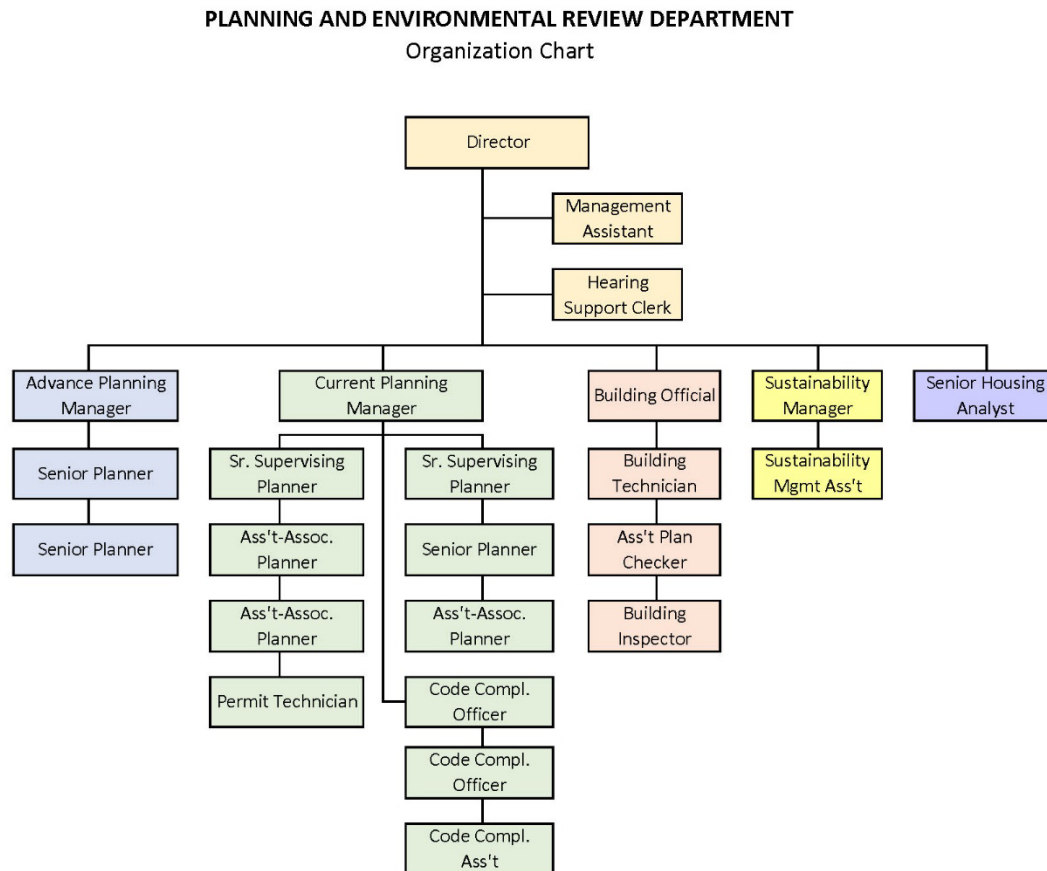 PLANNING AND ENVIRONMENTAL REVIEW DEPARTMENT
Organization Chart
Director
Management
Assistant
Hearing
Support Clerk
Advance Planning
Manager
Senior Planner
Senior Planner
Current Planning
Manager
Sr. Supervising
Planner
Ass't-Assoc.
Planner
Ass't-Assoc.
Planner
Permit Technician
Sr. Supervising
Planner
Senior Planner
Ass't-Assoc.
Planner
Code Compl.
Officer
Code Compl.
Officer
Code Compl.
Ass't
Building Official
Building
Technician
Ass't Plan
Checker
Building
Inspector
Sustainability
Manager
Sustainability
Mgmt Ass't
Senior Housing
Analyst